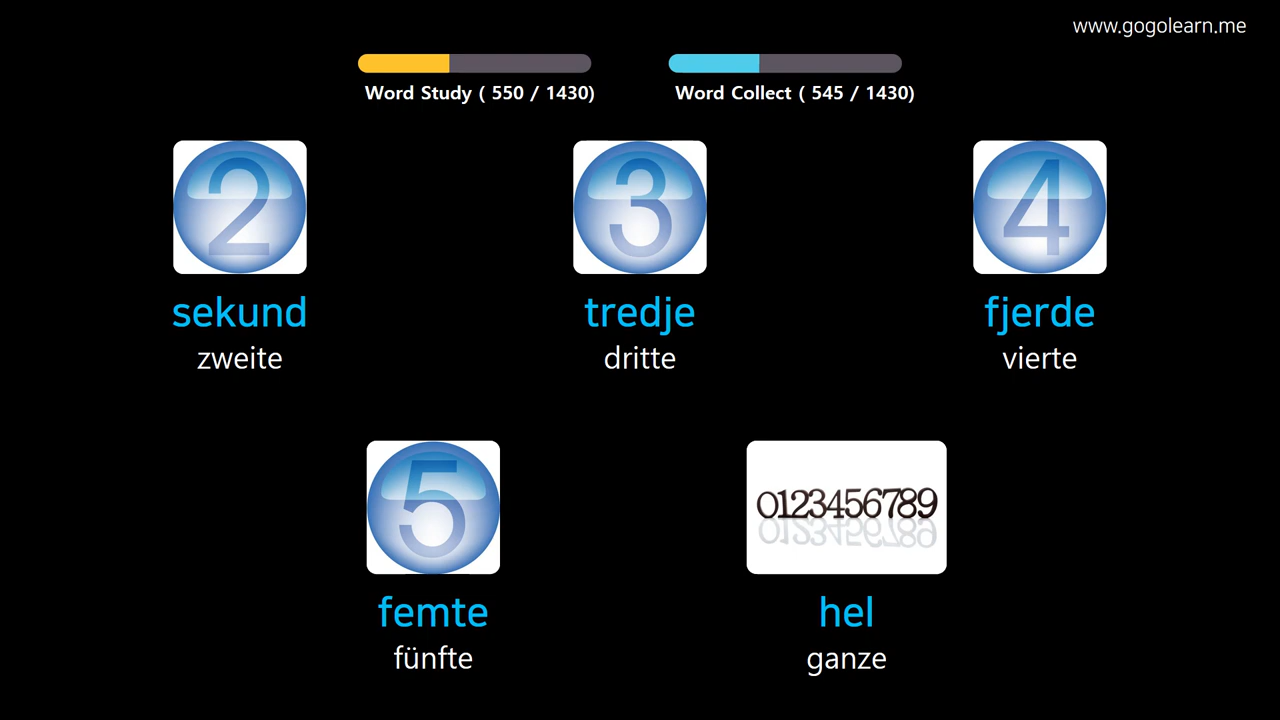 www.gogolearn.me
Word Study ( 550 / 1430)
Word Collect ( 545 / 1430)
2
3
4
sekund
tredje
fjerde
zweite
dritte
vierte
5
0123456789
femte
hel
fünfte
ganze